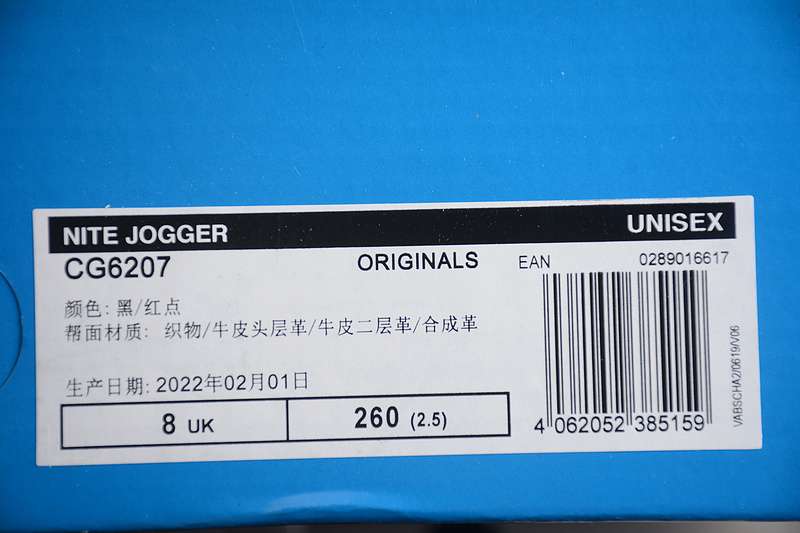 NITE JOGGER UNISEX
CG6207 ORIGINALS EAN 0289016617
颜色: 黑/红点
帮面材质: 织物/牛皮头层革/牛皮二层革/合成革
生产日期: 2022年02月01日
8 UK 260 (2.5)
4 062052 385159
VABSCHA2/0619/V06